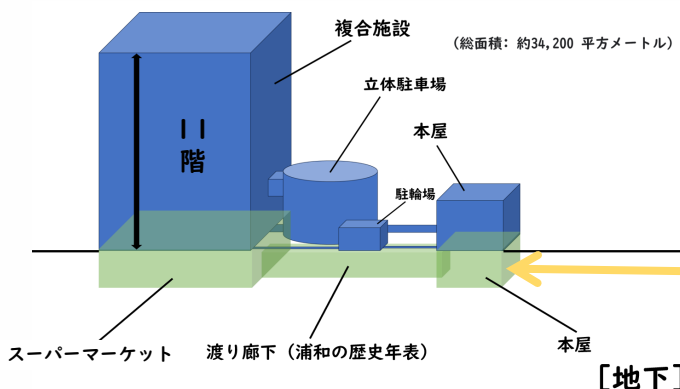 複合施設
(総面積: 約34,200 平方メートル)
立体駐車場
本屋
11
階
駐輪場
スーパーマーケット
渡り廊下（浦和の歴史年表）
本屋
[地下]